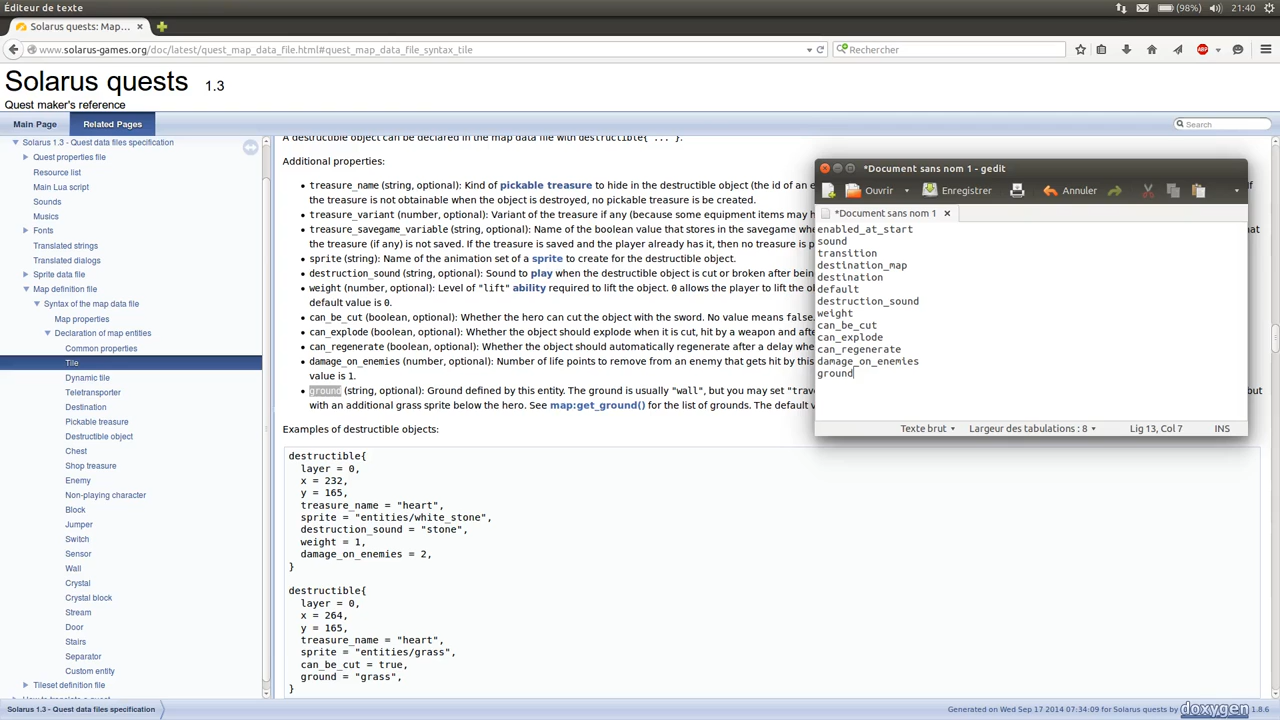 Éditeur de texte
(98%)
21:40
Solarus quests: Map...
www.solarus-games.org/doc/latest/quest_map_data_file.html#quest_map_data_file_syntax_tile
Rechercher
ABP
Solarus quests 1.3
Quest maker's reference
Main Page
Related Pages
Search
Solarus 1.3 - Quest data files specification
Quest properties file
Resource list
Main Lua script
Sounds
Musics
Fonts
Translated strings
Translated dialogs
Sprite data file
Map definition file
Syntax of the map data file
Map properties
Declaration of map entities
Common properties
Tile
Dynamic tile
Teletransporter
Destination
Pickable treasure
Destructible object
Chest
Shop treasure
Enemy
Non-playing character
Block
Jumper
Switch
Sensor
Wall
Crystal
Crystal block
Stream
Door
Stairs
Separator
Custom entity
Tileset definition file
A destructible object can be declared in the map data file with destructible{ ... }.
Additional properties:
treasure_name (string, optional): Kind of pickable treasure to hide in the destructible object (the id of an e
the treasure is not obtainable when the object is destroyed, no pickable treasure is created.
treasure_variant (number, optional): Variant of the treasure if any (because some equipment items may h
treasure_savegame_variable (string, optional): Name of the boolean value that stores in the savegame whe that
the treasure (if any) is not saved. If the treasure is saved and the player already has it, then no treasure is p
sprite (string): Name of the animation set of a sprite to create for the destructible object.
destruction_sound (string, optional): Sound to play when the destructible object is cut or broken after bein
weight (number, optional): Level of "lift" ability required to lift the object. 0 allows the player to lift the ob
default value is 0.
can_be_cut (boolean, optional): Whether the hero can cut the object with the sword. No value means false.
can_explode (boolean, optional): Whether the object should explode when it is cut, hit by a weapon and afte
can_regenerate (boolean, optional): Whether the object should automatically regenerate after a delay when
damage_on_enemies (number, optional): Number of life points to remove from an enemy that gets hit by this
value is 1.
ground (string, optional): Ground defined by this entity. The ground is usually "wall", but you may set "trave but
with an additional grass sprite below the hero. See map:get_ground() for the list of grounds. The default v
Examples of destructible objects:
destructible{
layer = 0,
x = 232,
y = 165,
treasure_name = "heart",
sprite = "entities/white_stone",
destruction_sound = "stone",
weight = 1,
damage_on_enemies = 2,
}
destructible{
layer = 0,
x = 264,
y = 165,
treasure_name = "heart",
sprite = "entities/grass",
can_be_cut = true,
ground = "grass",
}
*Document sans nom 1 - gedit
Ouvrir
Enregistrer
Annuler
*Document sans nom 1
enabled_at_start
sound
transition
destination_map
destination
default
destruction_sound
weight
can_be_cut
can_explode
can_regenerate
damage_on_enemies
ground
Texte brut
Largeur des tabulations : 8
Lig 13, Col 7
INS
Solarus 1.3 - Quest data files specification
Generated on Wed Sep 17 2014 07:34:09 for Solarus quests by doxygen 1.8.6